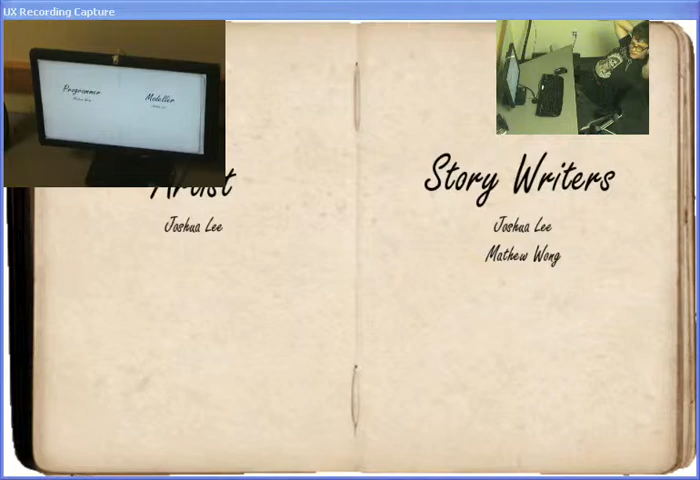 UX Recording Capture
Programmer
Modeller
Artist
Joshua Lee
Story Writers
Joshua Lee
Mathew Wong